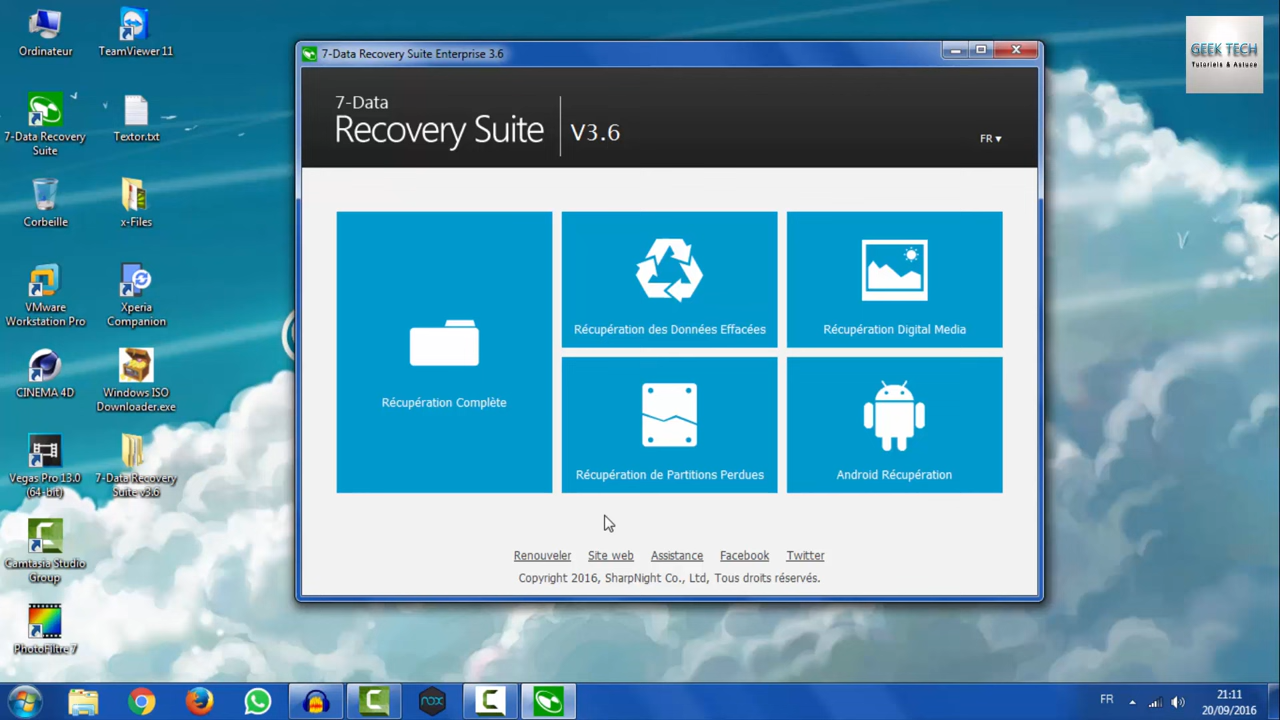 Ordinateur
TeamViewer 11
7-Data Recovery
Suite
Textor.txt
Corbeille
x-Files
VMware
Workstation Pro
Xperia
Companion
CINEMA 4D
Windows ISO
Downloader.exe
Vegas Pro 13.0
(64-bit)
7-Data Recovery
Suite v3.6
Camtasia Studio
Group
PhotoFiltre 7
7-Data Recovery Suite Enterprise 3.6
7-Data
Recovery Suite
V3.6
FR
Récupération Complète
Récupération des Données Effacées
Récupération Digital Media
Récupération de Partitions Perdues
Android Récupération
Renouveler Site web Assistance Facebook Twitter
Copyright 2016, SharpNight Co., Ltd, Tous droits réservés.
GEEK TECH
Tutoriels & Astuce
nox
FR
21:11
20/09/2016